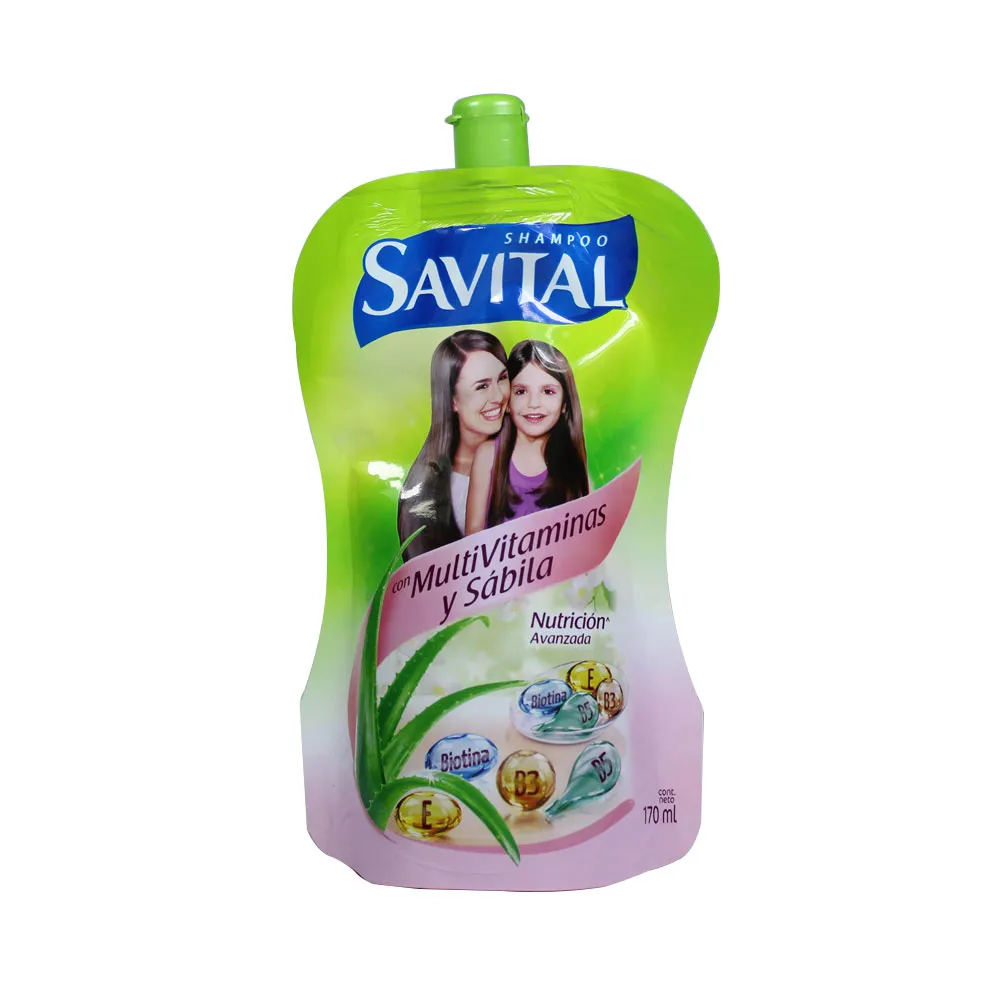 SHAMPOO
SAVITAL
con MultiVitaminas
y Sábila
Nutrición^
Avanzada
E
Biotina
B3
B5
Biotina
B3
B5
E
cont.
neto
170 ml